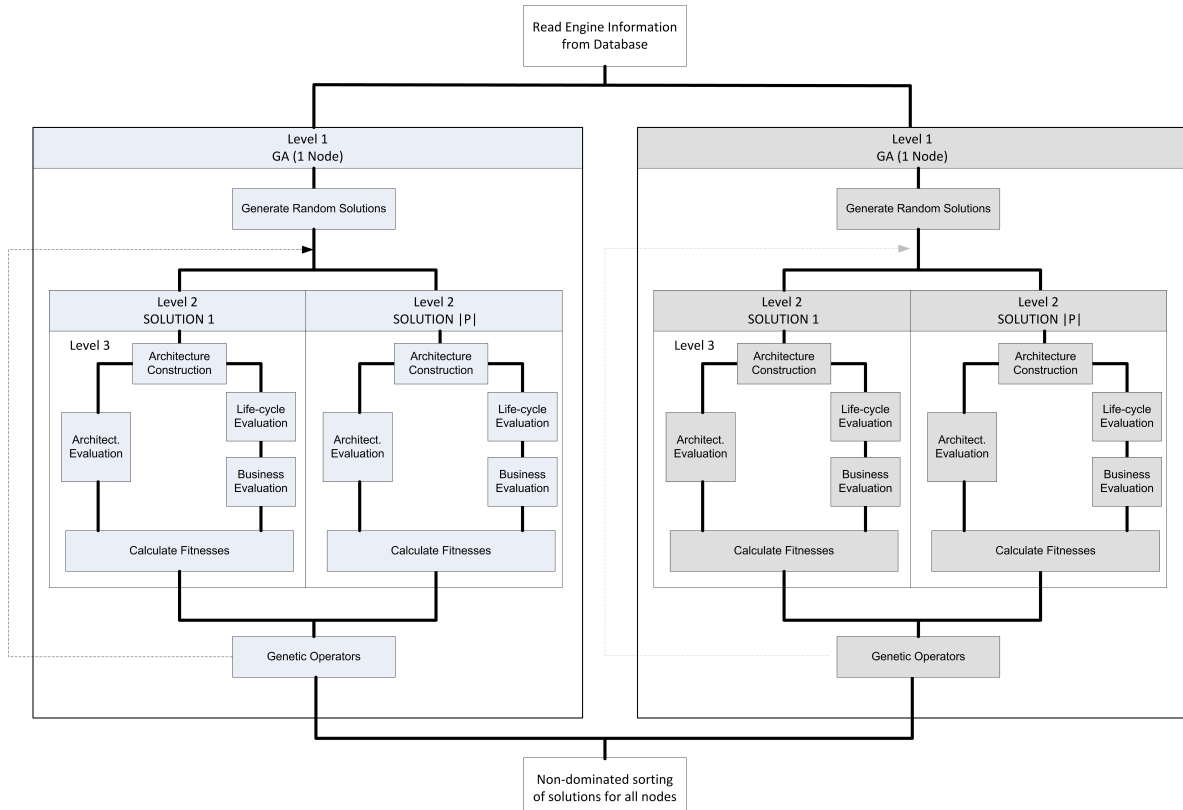 Read Engine Information
from Database
Level 1
GA (1 Node)
Generate Random Solutions
Level 2
SOLUTION 1
Level 2
SOLUTION |P|
Level 3
Architecture
Construction
Architect.
Evaluation
Life-cycle
Evaluation
Business
Evaluation
Calculate Fitnesses
Architecture
Construction
Architect.
Evaluation
Life-cycle
Evaluation
Business
Evaluation
Calculate Fitnesses
Genetic Operators
Level 1
GA (1 Node)
Generate Random Solutions
Level 2
SOLUTION 1
Level 2
SOLUTION |P|
Level 3
Architecture
Construction
Architect.
Evaluation
Life-cycle
Evaluation
Business
Evaluation
Calculate Fitnesses
Architecture
Construction
Architect.
Evaluation
Life-cycle
Evaluation
Business
Evaluation
Calculate Fitnesses
Genetic Operators
Non-dominated sorting
of solutions for all nodes